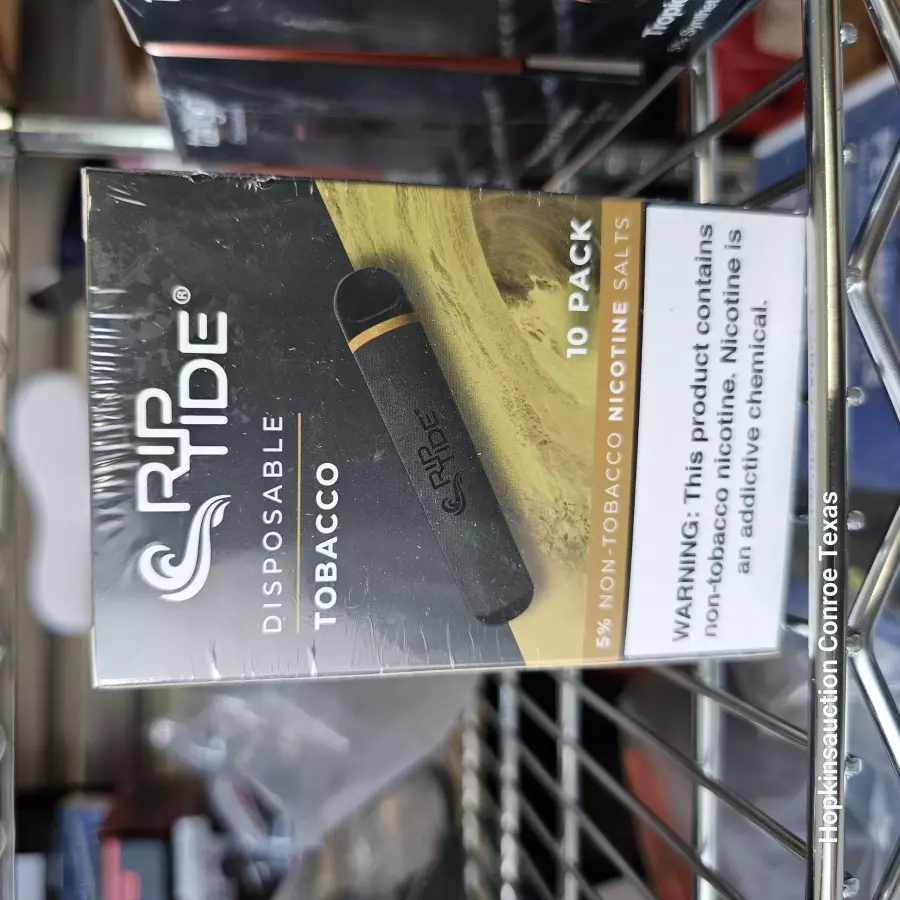 RIP
TIDE®
DISPOSABLE
TOBACCO
RIP
TIDE®
10 PACK
5% NON-TOBACCO NICOTINE SALTS
WARNING: This product contains
non-tobacco nicotine. Nicotine is
an addictive chemical.
Hopkinsauction Conroe Texas